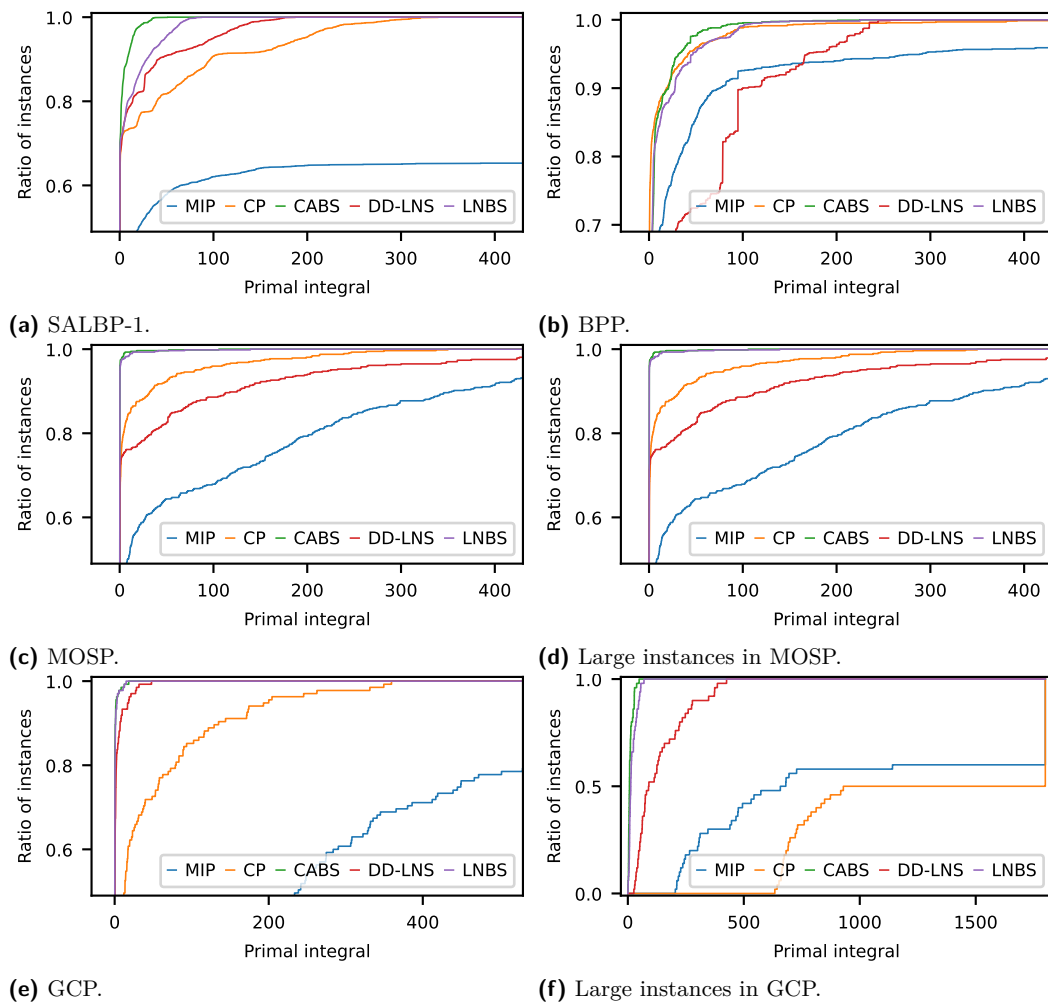 1.0
0.8
0.6
Ratio of instances
MIP CP CABS DD-LNS LNBS
0 100 200 300 400
Primal integral
(a) SALBP-1.
1.0
0.9
0.8
0.7
Ratio of instances
MIP CP CABS DD-LNS LNBS
0 100 200 300 400
Primal integral
(b) BPP.
1.0
0.8
0.6
Ratio of instances
MIP CP CABS DD-LNS LNBS
0 100 200 300 400
Primal integral
(c) MOSP.
1.0
0.8
0.6
Ratio of instances
MIP CP CABS DD-LNS LNBS
0 100 200 300 400
Primal integral
(d) Large instances in MOSP.
1.0
0.8
0.6
Ratio of instances
MIP CP CABS DD-LNS LNBS
0 200 400
Primal integral
(e) GCP.
1.0
0.5
0.0
Ratio of instances
MIP CP CABS DD-LNS LNBS
0 500 1000 1500
Primal integral
(f) Large instances in GCP.